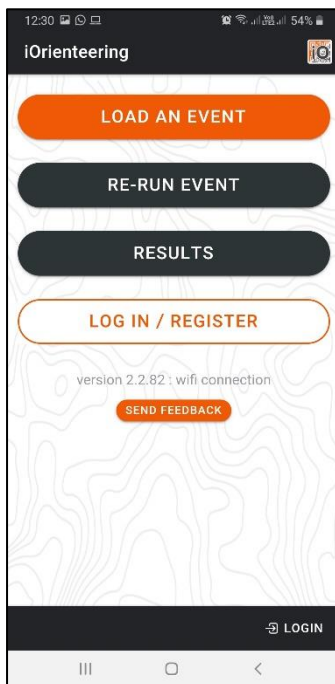 12:30 54%
iOrienteering
LOAD AN EVENT
RE-RUN EVENT
RESULTS
LOG IN / REGISTER
version 2.2.82 : wifi connection
SEND FEEDBACK
LOGIN